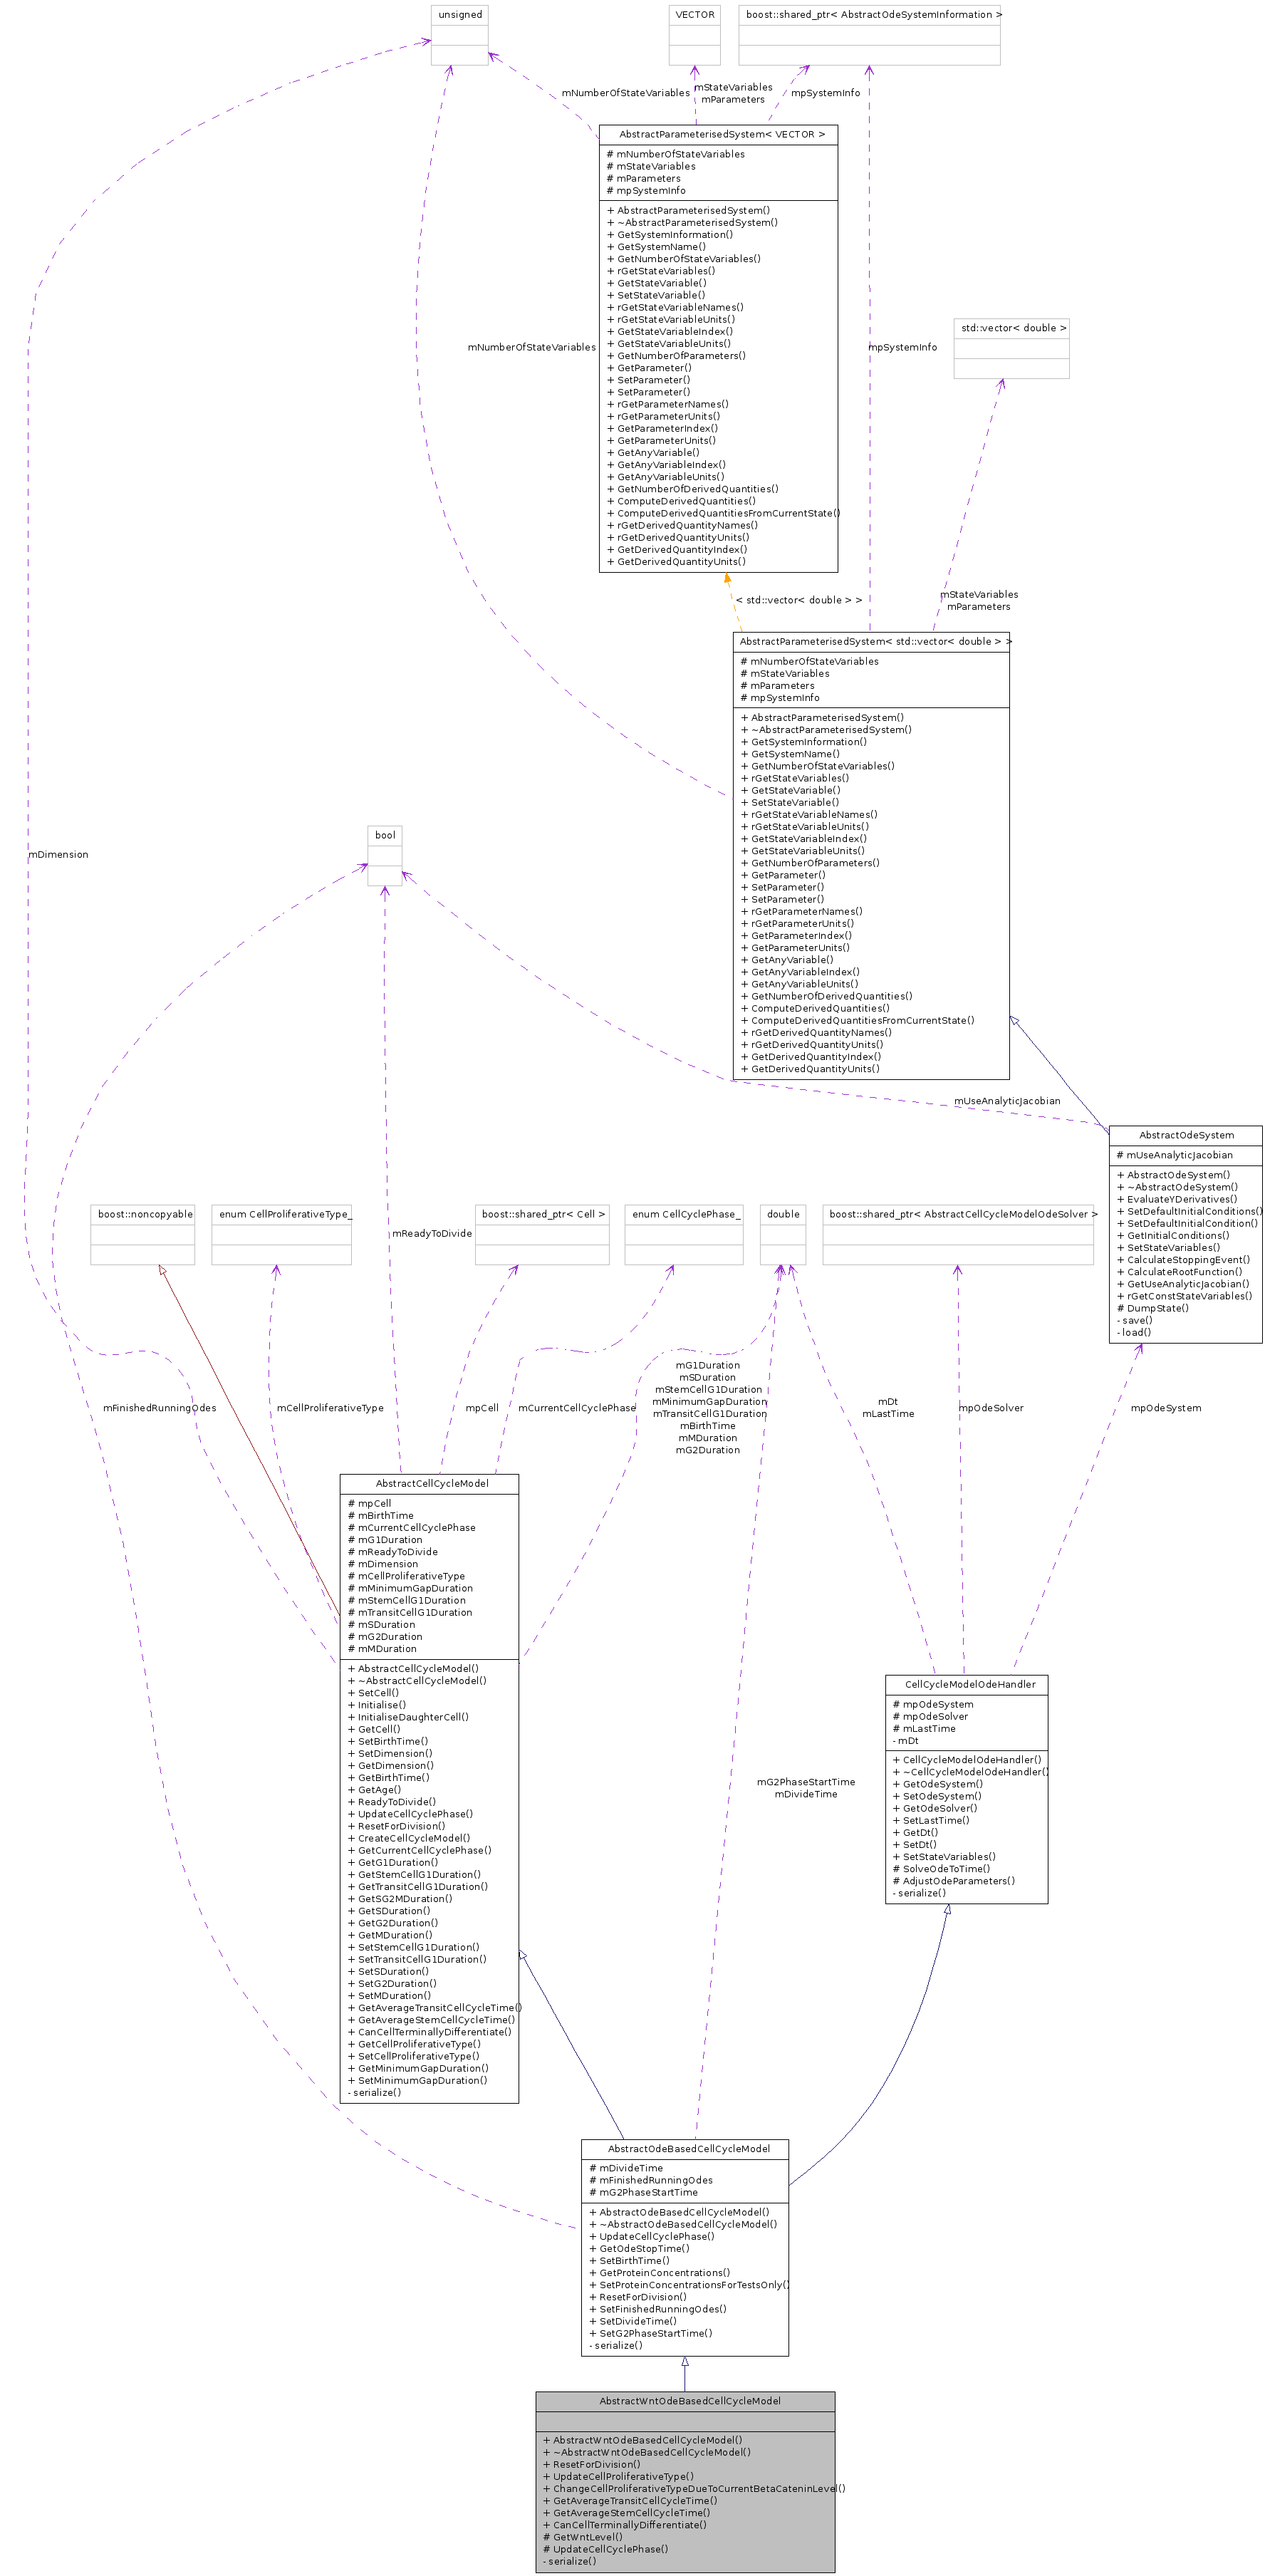 unsigned
VECTOR
boost::shared_ptr< AbstractOdeSystemInformation >
mNumberOfStateVariables
mStateVariables
mParameters
mpSystemInfo
AbstractParameterisedSystem< VECTOR >
# mNumberOfStateVariables
# mStateVariables
# mParameters
# mpSystemInfo
+ AbstractParameterisedSystem()
+ ~AbstractParameterisedSystem()
+ GetSystemInformation()
+ GetSystemName()
+ GetNumberOfStateVariables()
+ rGetStateVariables()
+ GetStateVariable()
+ SetStateVariable()
+ rGetStateVariableNames()
+ rGetStateVariableUnits()
+ GetStateVariableIndex()
+ GetStateVariableUnits()
+ GetNumberOfParameters()
+ GetParameter()
+ SetParameter()
+ SetParameter()
+ rGetParameterNames()
+ rGetParameterUnits()
+ GetParameterIndex()
+ GetParameterUnits()
+ GetAnyVariable()
+ GetAnyVariableIndex()
+ GetAnyVariableUnits()
+ GetNumberOfDerivedQuantities()
+ ComputeDerivedQuantities()
+ ComputeDerivedQuantitiesFromCurrentState()
+ rGetDerivedQuantityNames()
+ rGetDerivedQuantityUnits()
+ GetDerivedQuantityIndex()
+ GetDerivedQuantityUnits()
std::vector< double >
mNumberOfStateVariables
mpSystemInfo
mStateVariables
mParameters
< std::vector< double > >
AbstractParameterisedSystem< std::vector< double > >
# mNumberOfStateVariables
# mStateVariables
# mParameters
# mpSystemInfo
+ AbstractParameterisedSystem()
+ ~AbstractParameterisedSystem()
+ GetSystemInformation()
+ GetSystemName()
+ GetNumberOfStateVariables()
+ rGetStateVariables()
+ GetStateVariable()
+ SetStateVariable()
+ rGetStateVariableNames()
+ rGetStateVariableUnits()
+ GetStateVariableIndex()
+ GetStateVariableUnits()
+ GetNumberOfParameters()
+ GetParameter()
+ SetParameter()
+ SetParameter()
+ rGetParameterNames()
+ rGetParameterUnits()
+ GetParameterIndex()
+ GetParameterUnits()
+ GetAnyVariable()
+ GetAnyVariableIndex()
+ GetAnyVariableUnits()
+ GetNumberOfDerivedQuantities()
+ ComputeDerivedQuantities()
+ ComputeDerivedQuantitiesFromCurrentState()
+ rGetDerivedQuantityNames()
+ rGetDerivedQuantityUnits()
+ GetDerivedQuantityIndex()
+ GetDerivedQuantityUnits()
bool
mDimension
mUseAnalyticJacobian
AbstractOdeSystem
# mUseAnalyticJacobian
+ AbstractOdeSystem()
+ ~AbstractOdeSystem()
+ EvaluateYDerivatives()
+ SetDefaultInitialConditions()
+ SetDefaultInitialCondition()
+ GetInitialConditions()
+ SetStateVariables()
+ CalculateStoppingEvent()
+ CalculateRootFunction()
+ GetUseAnalyticJacobian()
+ rGetConstStateVariables()
# DumpState()
- save()
- load()
boost::noncopyable
enum CellProliferativeType_
mReadyToDivide
boost::shared_ptr< Cell >
enum CellCyclePhase_
double
boost::shared_ptr< AbstractCellCycleModelOdeSolver >
mFinishedRunningOdes
mCellProliferativeType
mpCell
mCurrentCellCyclePhase
mG1Duration
mSDuration
mStemCellG1Duration
mMinimumGapDuration
mTransitCellG1Duration
mBirthTime
mMDuration
mG2Duration
mDt
mLastTime
mpOdeSolver
mpOdeSystem
AbstractCellCycleModel
# mpCell
# mBirthTime
# mCurrentCellCyclePhase
# mG1Duration
# mReadyToDivide
# mDimension
# mCellProliferativeType
# mMinimumGapDuration
# mStemCellG1Duration
# mTransitCellG1Duration
# mSDuration
# mG2Duration
# mMDuration
+ AbstractCellCycleModel()
+ ~AbstractCellCycleModel()
+ SetCell()
+ Initialise()
+ InitialiseDaughterCell()
+ GetCell()
+ SetBirthTime()
+ SetDimension()
+ GetDimension()
+ GetBirthTime()
+ GetAge()
+ ReadyToDivide()
+ UpdateCellCyclePhase()
+ ResetForDivision()
+ CreateCellCycleModel()
+ GetCurrentCellCyclePhase()
+ GetG1Duration()
+ GetStemCellG1Duration()
+ GetTransitCellG1Duration()
+ GetSG2MDuration()
+ GetSDuration()
+ GetG2Duration()
+ GetMDuration()
+ SetStemCellG1Duration()
+ SetTransitCellG1Duration()
+ SetSDuration()
+ SetG2Duration()
+ SetMDuration()
+ GetAverageTransitCellCycleTime()
+ GetAverageStemCellCycleTime()
+ CanCellTerminallyDifferentiate()
+ GetCellProliferativeType()
+ SetCellProliferativeType()
+ GetMinimumGapDuration()
+ SetMinimumGapDuration()
- serialize()
CellCycleModelOdeHandler
# mpOdeSystem
# mpOdeSolver
# mLastTime
- mDt
+ CellCycleModelOdeHandler()
+ ~CellCycleModelOdeHandler()
+ GetOdeSystem()
+ SetOdeSystem()
+ GetOdeSolver()
+ SetLastTime()
+ GetDt()
+ SetDt()
+ SetStateVariables()
# SolveOdeToTime()
# AdjustOdeParameters()
- serialize()
mG2PhaseStartTime
mDivideTime
AbstractOdeBasedCellCycleModel
# mDivideTime
# mFinishedRunningOdes
# mG2PhaseStartTime
+ AbstractOdeBasedCellCycleModel()
+ ~AbstractOdeBasedCellCycleModel()
+ UpdateCellCyclePhase()
+ GetOdeStopTime()
+ SetBirthTime()
+ GetProteinConcentrations()
+ SetProteinConcentrationsForTestsOnly()
+ ResetForDivision()
+ SetFinishedRunningOdes()
+ SetDivideTime()
+ SetG2PhaseStartTime()
- serialize()
AbstractWntOdeBasedCellCycleModel
+ AbstractWntOdeBasedCellCycleModel()
+ ~AbstractWntOdeBasedCellCycleModel()
+ ResetForDivision()
+ UpdateCellProliferativeType()
+ ChangeCellProliferativeTypeDueToCurrentBetaCateninLevel()
+ GetAverageTransitCellCycleTime()
+ GetAverageStemCellCycleTime()
+ CanCellTerminallyDifferentiate()
# GetWntLevel()
# UpdateCellCyclePhase()
- serialize()